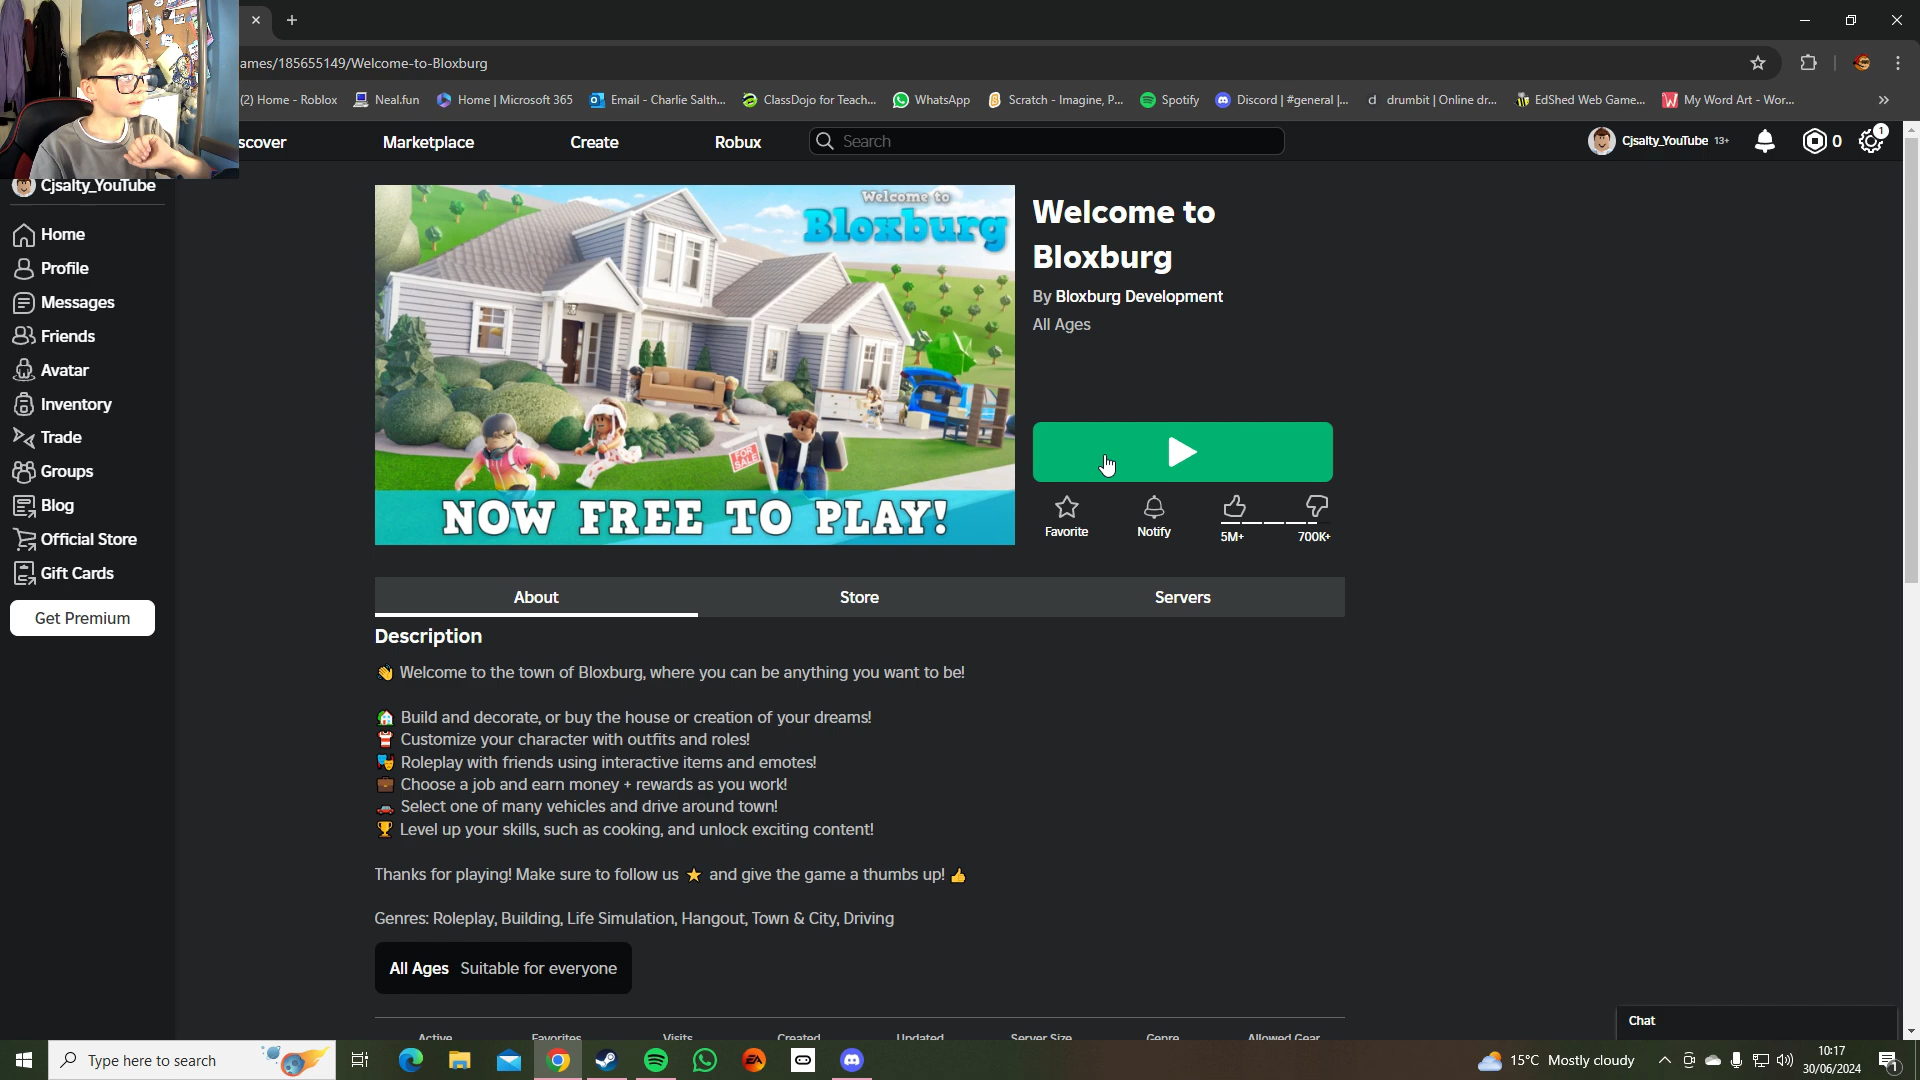 ames/185655149/Welcome-to-Bloxburg
(2) Home - Roblox
Neal.fun
Home | Microsoft 365
Email - Charlie Salth...
ClassDojo for Teach...
WhatsApp
Scratch - Imagine, P...
Spotify
Discord | #general |...
drumbit | Online dr...
EdShed Web Game...
My Word Art - Wor...
»
scover
Marketplace
Create
Robux
Search
Cjsalty_YouTube 13+
0
1
Cjsalty_YouTube
Home
Profile
Messages
Friends
Avatar
Inventory
Trade
Groups
Blog
Official Store
Gift Cards
Get Premium
Welcome to
Bloxburg
FOR SALE
NOW FREE TO PLAY!
Welcome to
Bloxburg
By Bloxburg Development
All Ages
Favorite
Notify
5M+
700K+
About
Store
Servers
Description
👋 Welcome to the town of Bloxburg, where you can be anything you want to be!
🏠 Build and decorate, or buy the house or creation of your dreams!
👕 Customize your character with outfits and roles!
🎭 Roleplay with friends using interactive items and emotes!
💼 Choose a job and earn money + rewards as you work!
🚗 Select one of many vehicles and drive around town!
🏆 Level up your skills, such as cooking, and unlock exciting content!
Thanks for playing! Make sure to follow us ⭐ and give the game a thumbs up! 👍
Genres: Roleplay, Building, Life Simulation, Hangout, Town & City, Driving
All Ages Suitable for everyone
Active
Favorites
Visits
Created
Updated
Server Size
Genre
Allowed Gear
Chat
Type here to search
EA
15°C Mostly cloudy
10:17
30/06/2024
1